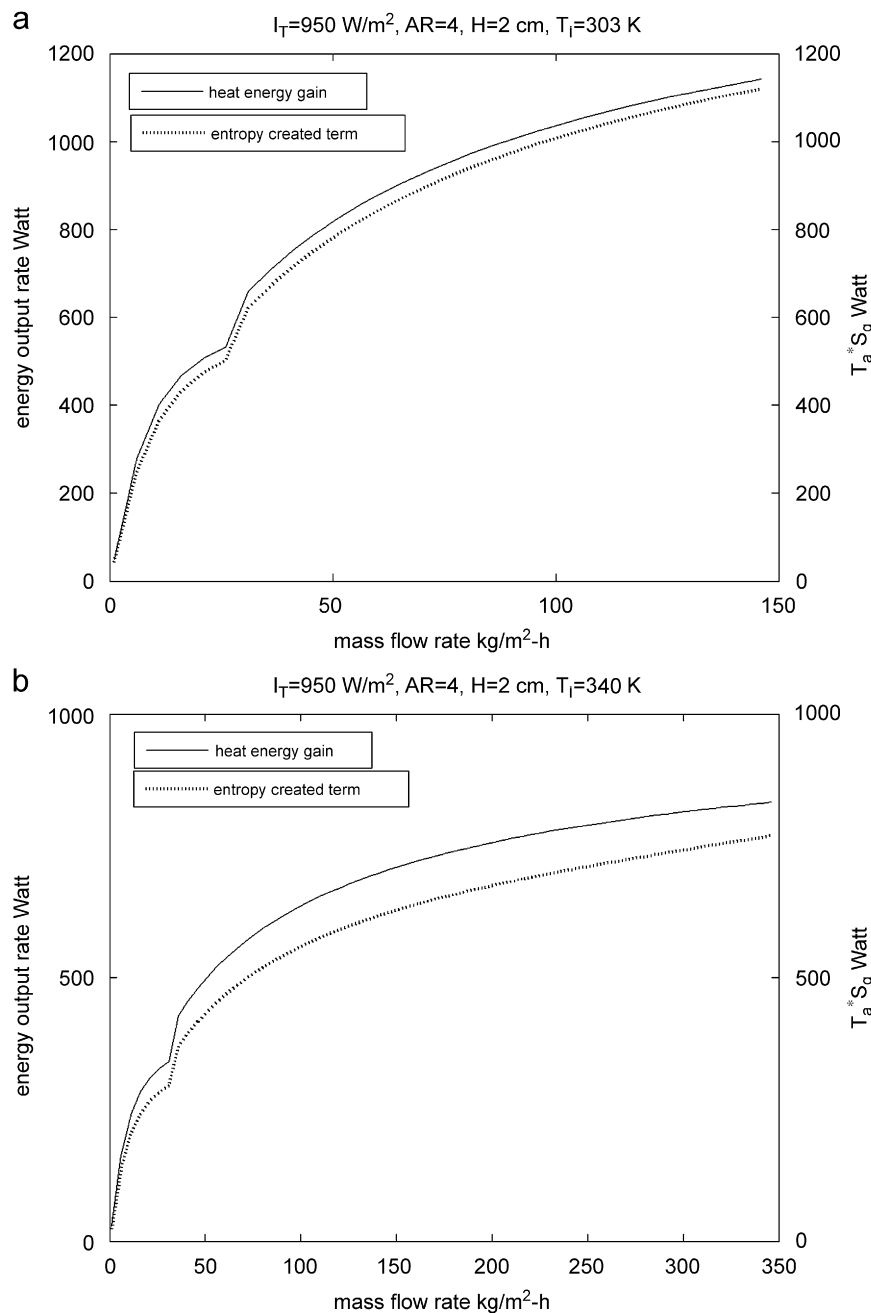 a
I_T=950 W/m², AR=4, H=2 cm, T_i=303 K
1200
1000
800
600
400
200
0
1200
1000
800
600
400
200
0
heat energy gain
entropy created term
energy output rate Watt
T_a*S_g Watt
0 50 100 150
mass flow rate kg/m²-h
b
I_T=950 W/m², AR=4, H=2 cm, T_i=340 K
1000
500
0
1000
500
0
heat energy gain
entropy created term
energy output rate Watt
T_a*S_g Watt
0 50 100 150 200 250 300 350
mass flow rate kg/m²-h